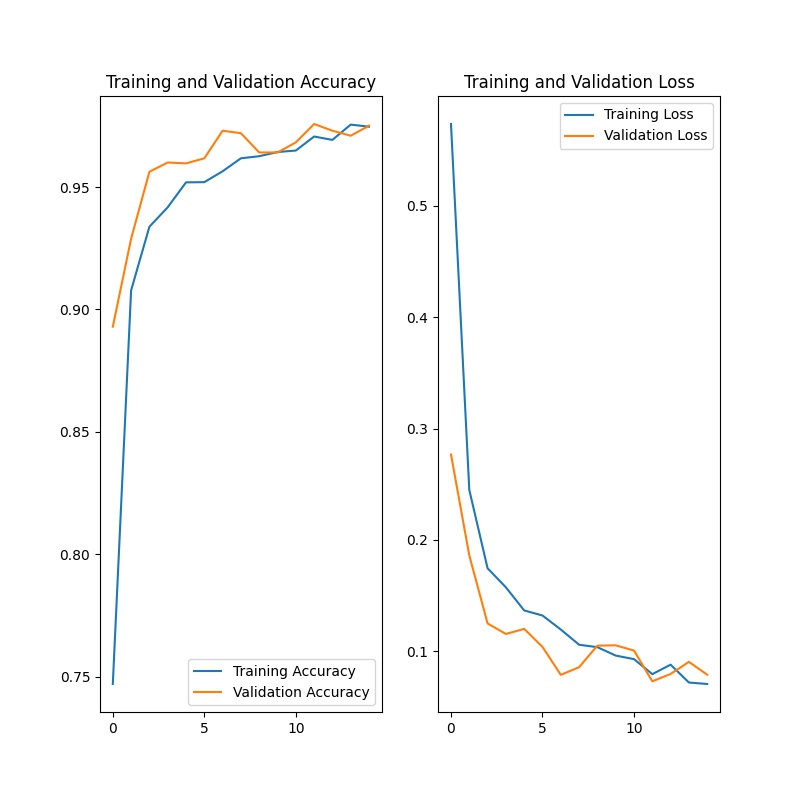 Training and Validation Accuracy
0.95
0.90
0.85
0.80
0.75
Training Accuracy
Validation Accuracy
0 5 10
Training and Validation Loss
Training Loss
Validation Loss
0.5
0.4
0.3
0.2
0.1
0 5 10